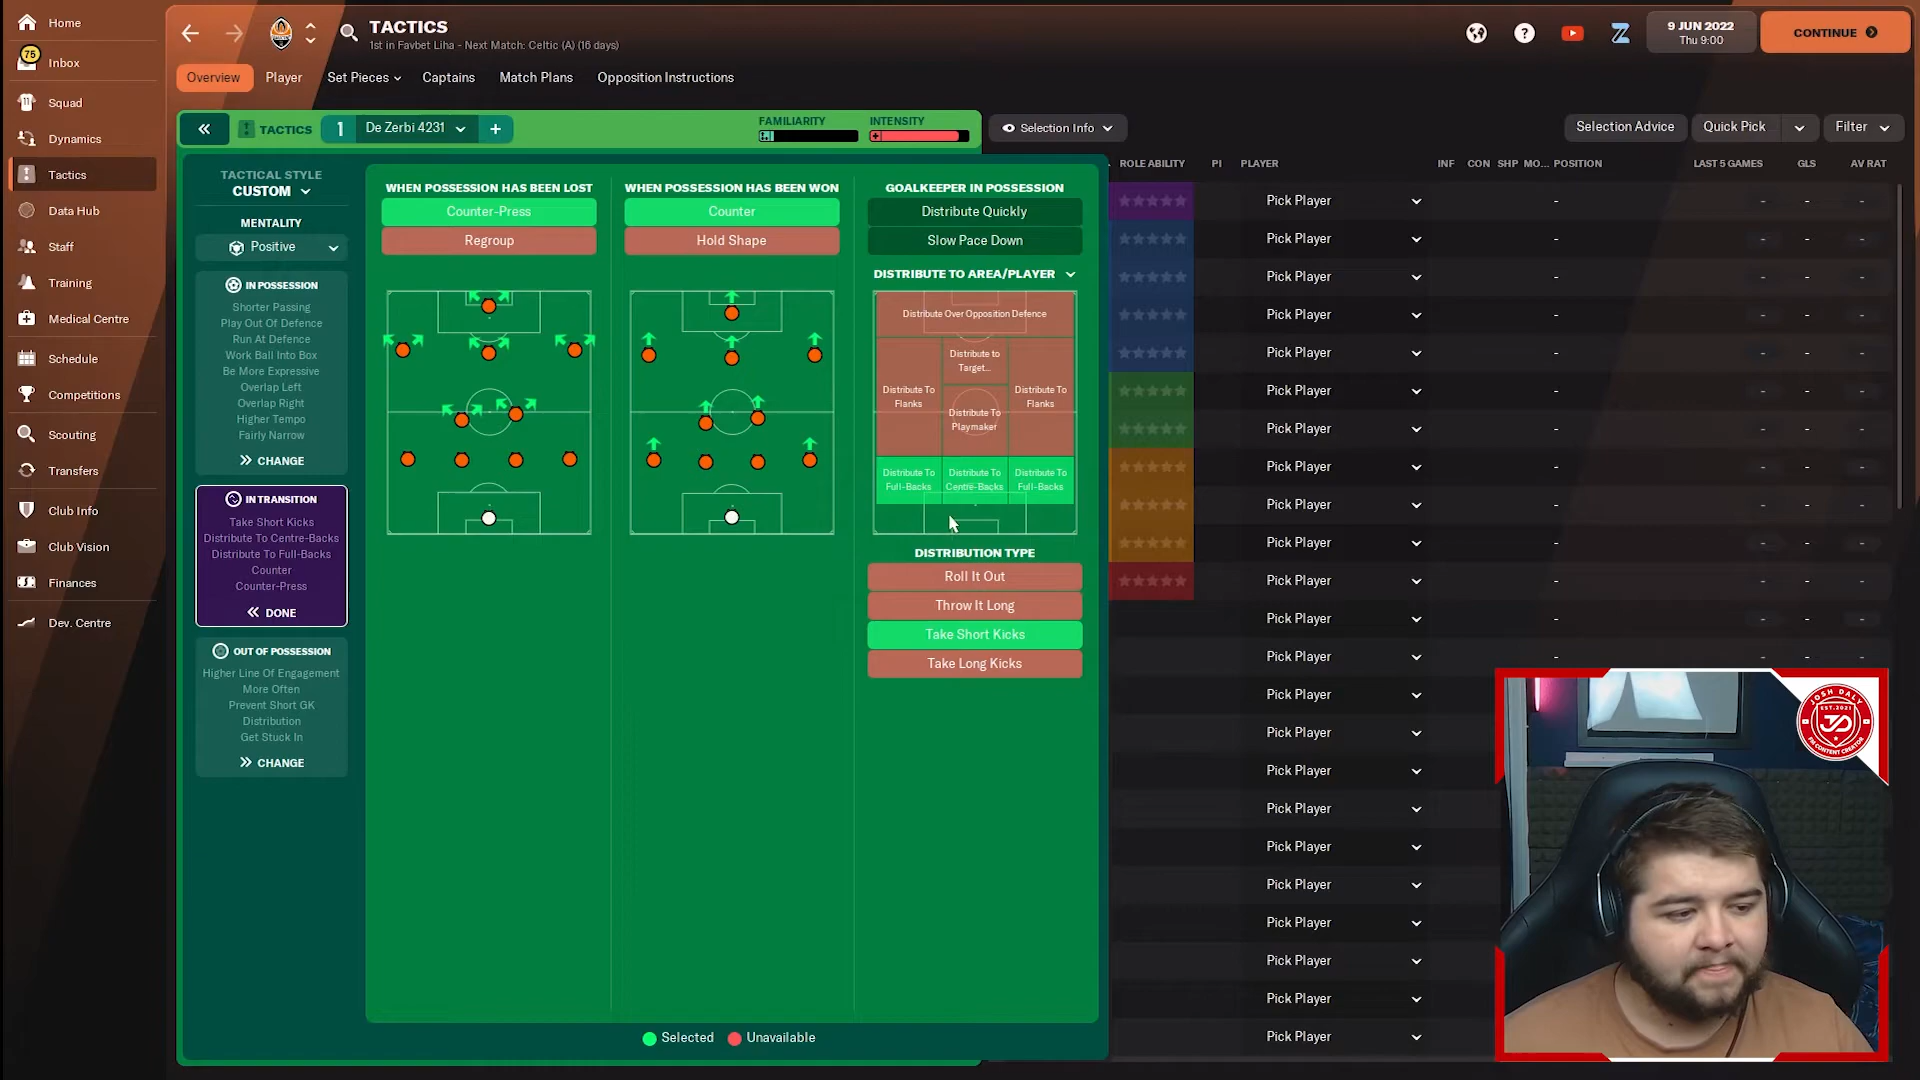 Home
75
Inbox
Squad
Dynamics
Tactics
Data Hub
Staff
Training
Medical Centre
Schedule
Competitions
Scouting
Transfers
Club Info
Club Vision
Finances
Dev. Centre
TACTICS
1st in Favbet Liha - Next Match: Celtic (A) (16 days)
9 JUN 2022
Thu 9:00
CONTINUE
Overview
Player
Set Pieces
Captains
Match Plans
Opposition Instructions
TACTICS
1
De Zerbi 4231
FAMILIARITY
INTENSITY
Selection Info
Selection Advice
Quick Pick
Filter
TACTICAL STYLE
CUSTOM
MENTALITY
Positive
IN POSSESSION
Shorter Passing
Play Out Of Defence
Run At Defence
Work Ball Into Box
Be More Expressive
Overlap Left
Overlap Right
Higher Tempo
Fairly Narrow
CHANGE
IN TRANSITION
Take Short Kicks
Distribute To Centre-Backs
Distribute To Full-Backs
Counter
Counter-Press
DONE
OUT OF POSSESSION
Higher Line Of Engagement
More Often
Prevent Short GK
Distribution
Get Stuck In
CHANGE
WHEN POSSESSION HAS BEEN LOST
Counter-Press
Regroup
WHEN POSSESSION HAS BEEN WON
Counter
Hold Shape
GOALKEEPER IN POSSESSION
Distribute Quickly
Slow Pace Down
DISTRIBUTE TO AREA/PLAYER
Distribute Over Opposition Defence
Distribute to
Target...
Distribute To
Flanks
Distribute To
Playmaker
Distribute To
Flanks
Distribute To
Full-Backs
Distribute To
Centre-Backs
Distribute To
Full-Backs
DISTRIBUTION TYPE
Roll It Out
Throw It Long
Take Short Kicks
Take Long Kicks
Selected
Unavailable
ROLE ABILITY PI PLAYER INF CON SHP MO... POSITION LAST 5 GAMES GLS AV RAT
Pick Player - - - -
Pick Player - - - -
Pick Player - - - -
Pick Player - - - -
Pick Player - - - -
Pick Player - - - -
Pick Player - - - -
Pick Player - - - -
Pick Player - - - -
Pick Player - - - -
Pick Player - - - -
Pick Player - - - -
Pick Player - - - -
Pick Player
Pick Player
Pick Player
Pick Player
Pick Player
Pick Player
Pick Player
Pick Player
Pick Player
Pick Player
JOSH DALY
EST. 2021
JD
FM CONTENT CREATOR